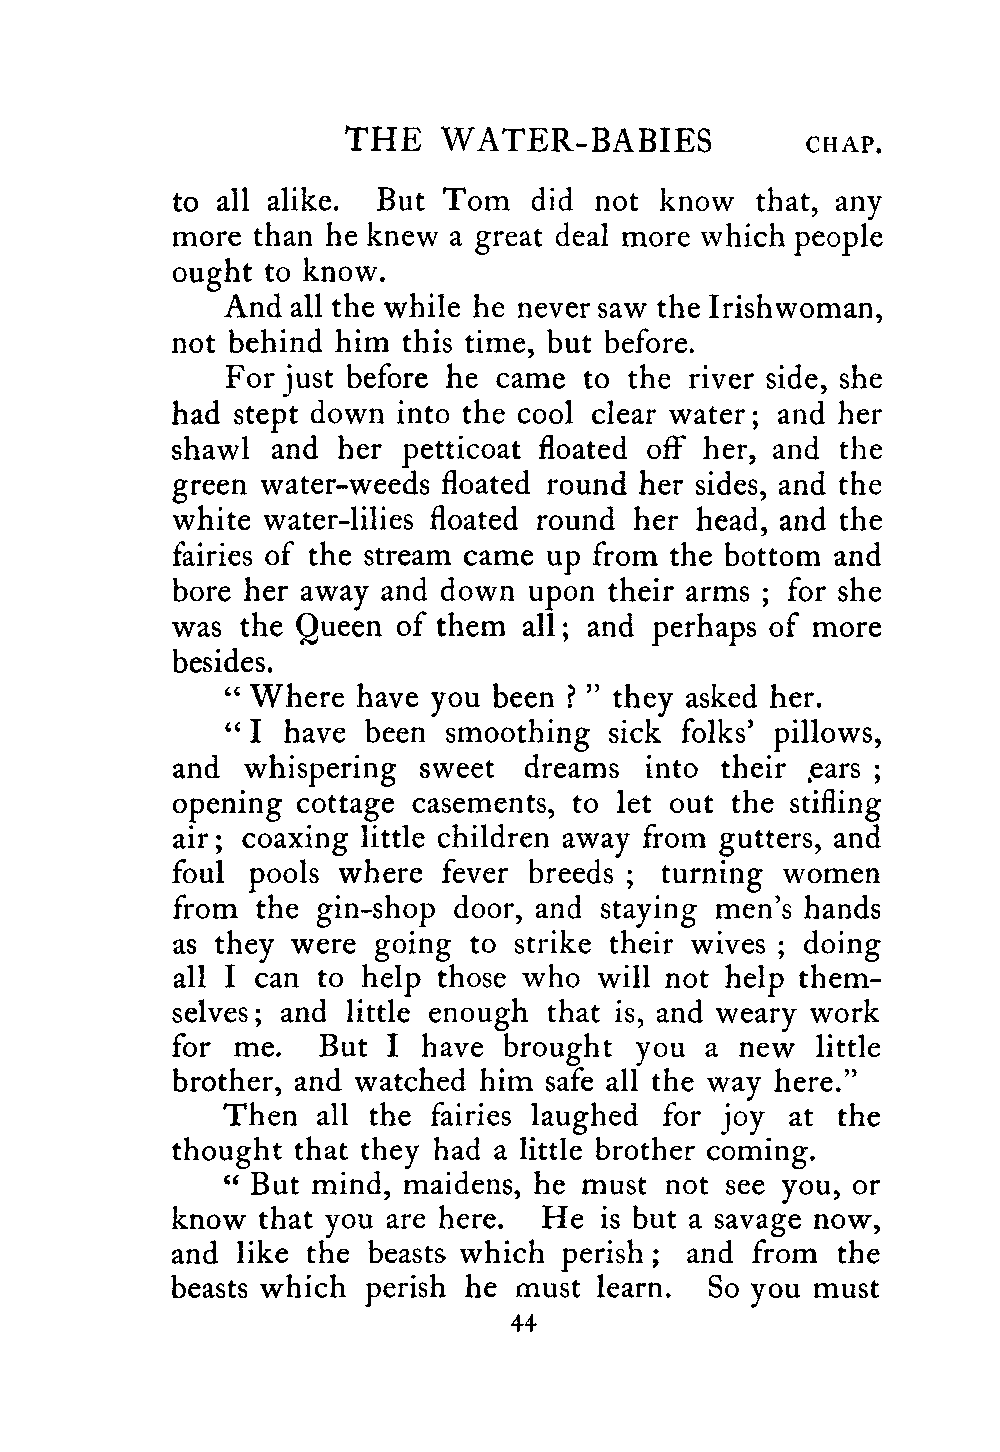 THE WATER-BABIES CHAP.
to all alike. But Tom did not know that, any
more than he knew a great deal more which people
ought to know.
And all the while he never saw the Irishwoman,
not behind him this time, but before.
For just before he came to the river side, she
had stept down into the cool clear water; and her
shawl and her petticoat floated off her, and the
green water-weeds floated round her sides, and the
white water-lilies floated round her head, and the
fairies of the stream came up from the bottom and
bore her away and down upon their arms ; for she
was the Queen of them all; and perhaps of more
besides.
“ Where have you been ? ” they asked her.
“ I have been smoothing sick folks’ pillows,
and whispering sweet dreams into their ears ;
opening cottage casements, to let out the stifling
air; coaxing little children away from gutters, and
foul pools where fever breeds ; turning women
from the gin-shop door, and staying men’s hands
as they were going to strike their wives ; doing
all I can to help those who will not help them-
selves; and little enough that is, and weary work
for me. But I have brought you a new little
brother, and watched him safe all the way here.”
Then all the fairies laughed for joy at the
thought that they had a little brother coming.
“ But mind, maidens, he must not see you, or
know that you are here. He is but a savage now,
and like the beasts which perish; and from the
beasts which perish he must learn. So you must
44